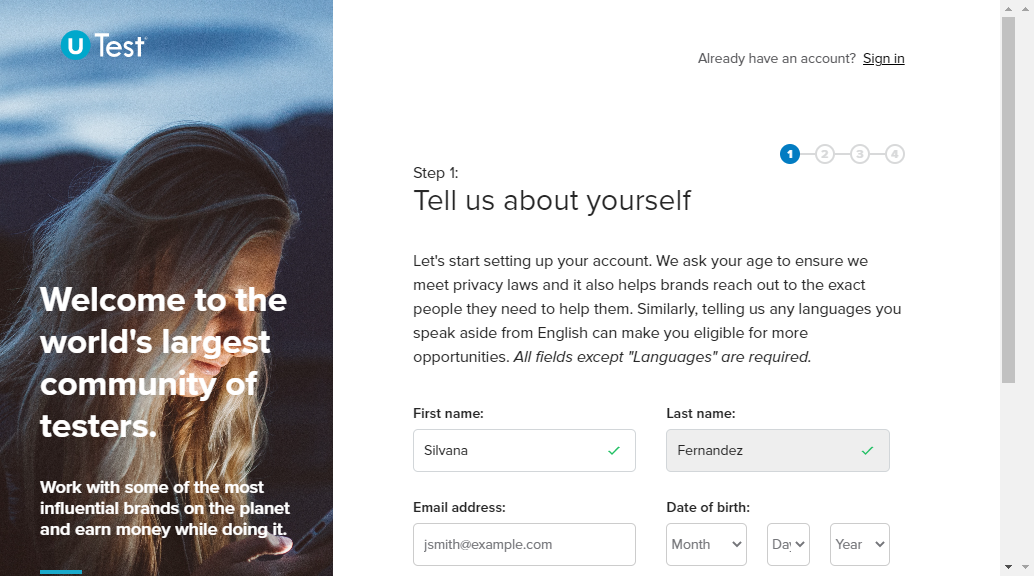 U Test
Already have an account? Sign in
1 2 3 4
Step 1:
Tell us about yourself
Let's start setting up your account. We ask your age to ensure we
meet privacy laws and it also helps brands reach out to the exact
people they need to help them. Similarly, telling us any languages you
speak aside from English can make you eligible for more
opportunities. All fields except "Languages" are required.
Welcome to the
world's largest
community of
testers.
Work with some of the most
influential brands on the planet
and earn money while doing it.
First name: Last name:
Silvana Fernandez
Email address: Date of birth:
jsmith@example.com Month Day Year